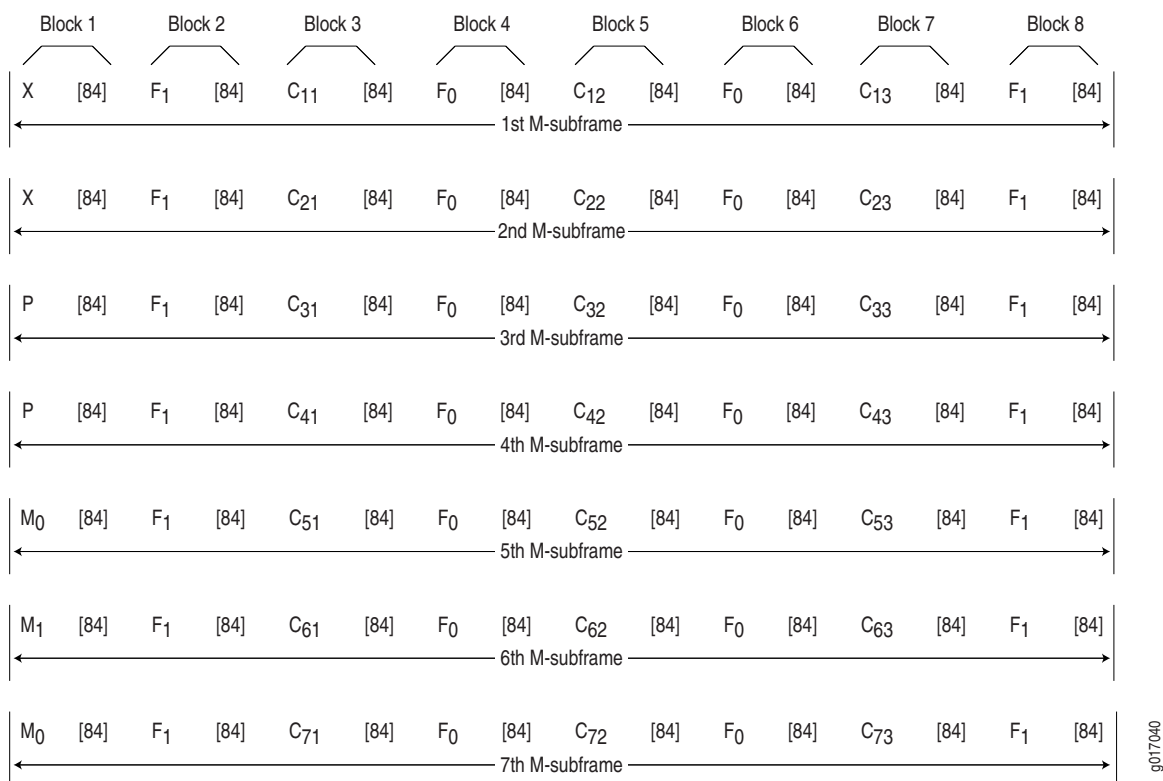 Block 1 Block 2 Block 3 Block 4 Block 5 Block 6 Block 7 Block 8
X [84] F1 [84] C11 [84] F0 [84] C12 [84] F0 [84] C13 [84] F1 [84]
1st M-subframe
X [84] F1 [84] C21 [84] F0 [84] C22 [84] F0 [84] C23 [84] F1 [84]
2nd M-subframe
P [84] F1 [84] C31 [84] F0 [84] C32 [84] F0 [84] C33 [84] F1 [84]
3rd M-subframe
P [84] F1 [84] C41 [84] F0 [84] C42 [84] F0 [84] C43 [84] F1 [84]
4th M-subframe
M0 [84] F1 [84] C51 [84] F0 [84] C52 [84] F0 [84] C53 [84] F1 [84]
5th M-subframe
M1 [84] F1 [84] C61 [84] F0 [84] C62 [84] F0 [84] C63 [84] F1 [84]
6th M-subframe
M0 [84] F1 [84] C71 [84] F0 [84] C72 [84] F0 [84] C73 [84] F1 [84]
7th M-subframe
g017040